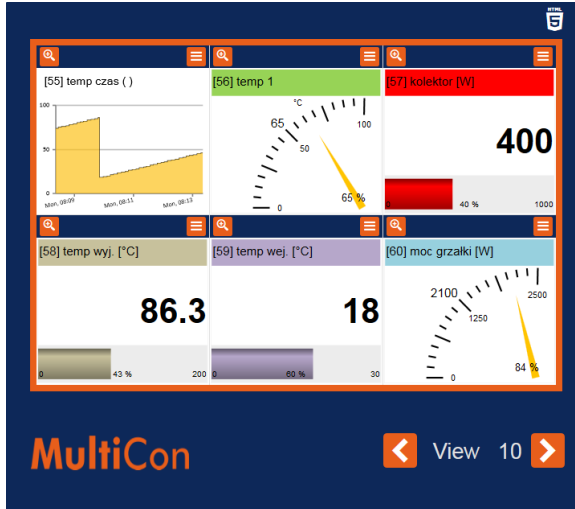 HTML
5
[55] temp czas ( )
100
50
0
Mon, 08:09
Mon, 08:11
Mon, 08:13
[56] temp 1
°C
65
100
50
0
65 %
[57] kolektor [W]
400
0
40 %
1000
[58] temp wyj. [°C]
86.3
0
43 %
200
[59] temp wej. [°C]
18
0
60 %
30
[60] moc grzałki [W]
2100
2500
1250
0
84 %
MultiCon
View 10